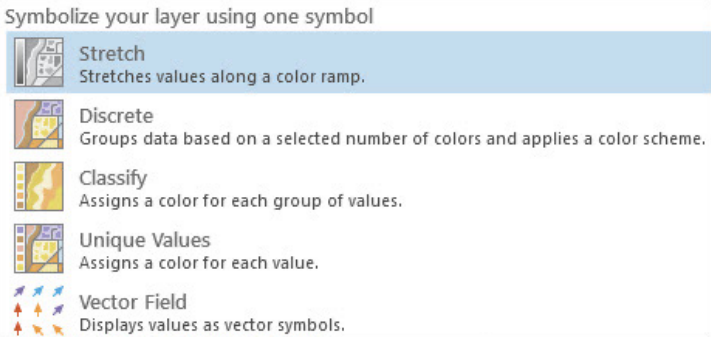 Symbolize your layer using one symbol
Stretch
Stretches values along a color ramp.
Discrete
Groups data based on a selected number of colors and applies a color scheme.
Classify
Assigns a color for each group of values.
Unique Values
Assigns a color for each value.
Vector Field
Displays values as vector symbols.